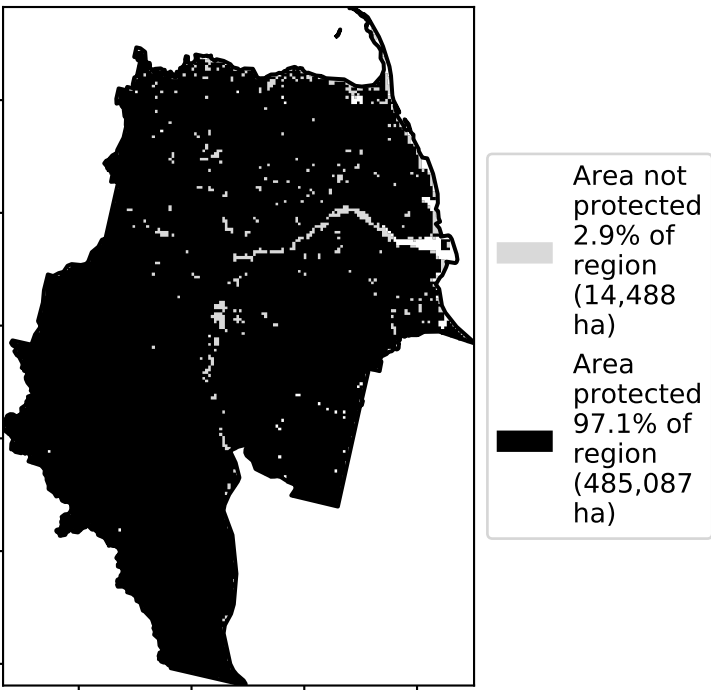 Area not
protected
2.9% of
region
(14,488
ha)
Area
protected
97.1% of
region
(485,087
ha)